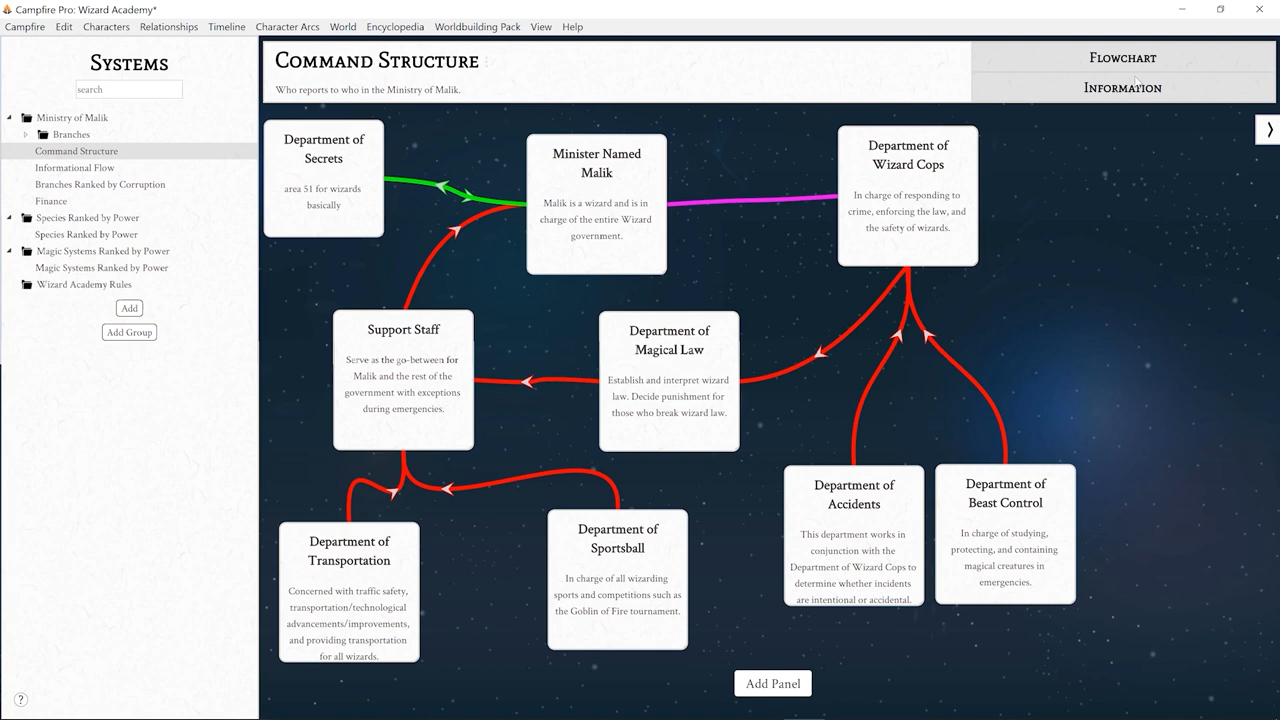 Campfire Pro: Wizard Academy*
Campfire Edit Characters Relationships Timeline Character Arcs World Encyclopedia Worldbuilding Pack View Help
Systems
search
Ministry of Malik
Branches
Command Structure
Informational Flow
Branches Ranked by Corruption
Finance
Species Ranked by Power
Species Ranked by Power
Magic Systems Ranked by Power
Magic Systems Ranked by Power
Wizard Academy Rules
Add
Add Group
?
Command Structure
Who reports to who in the Ministry of Malik.
Flowchart
Information
Department of
Secrets
area 51 for wizards
basically
Minister Named
Malik
Malik is a wizard and is in
charge of the entire Wizard
government.
Department of
Wizard Cops
In charge of responding to
crime, enforcing the law, and
the safety of wizards.
Support Staff
Serve as the go-between for
Malik and the rest of the
government with exceptions
during emergencies.
Department of
Magical Law
Establish and interpret wizard
law. Decide punishment for
those who break wizard law.
Department of
Transportation
Concerned with traffic safety,
transportation/technological
advancements/improvements,
and providing transportation
for all wizards.
Department of
Sportsball
In charge of all wizarding
sports and competitions such as
the Goblin of Fire tournament.
Department of
Accidents
This department works in
conjunction with the
Department of Wizard Cops to
determine whether incidents
are intentional or accidental.
Department of
Beast Control
In charge of studying,
protecting, and containing
magical creatures in
emergencies.
Add Panel